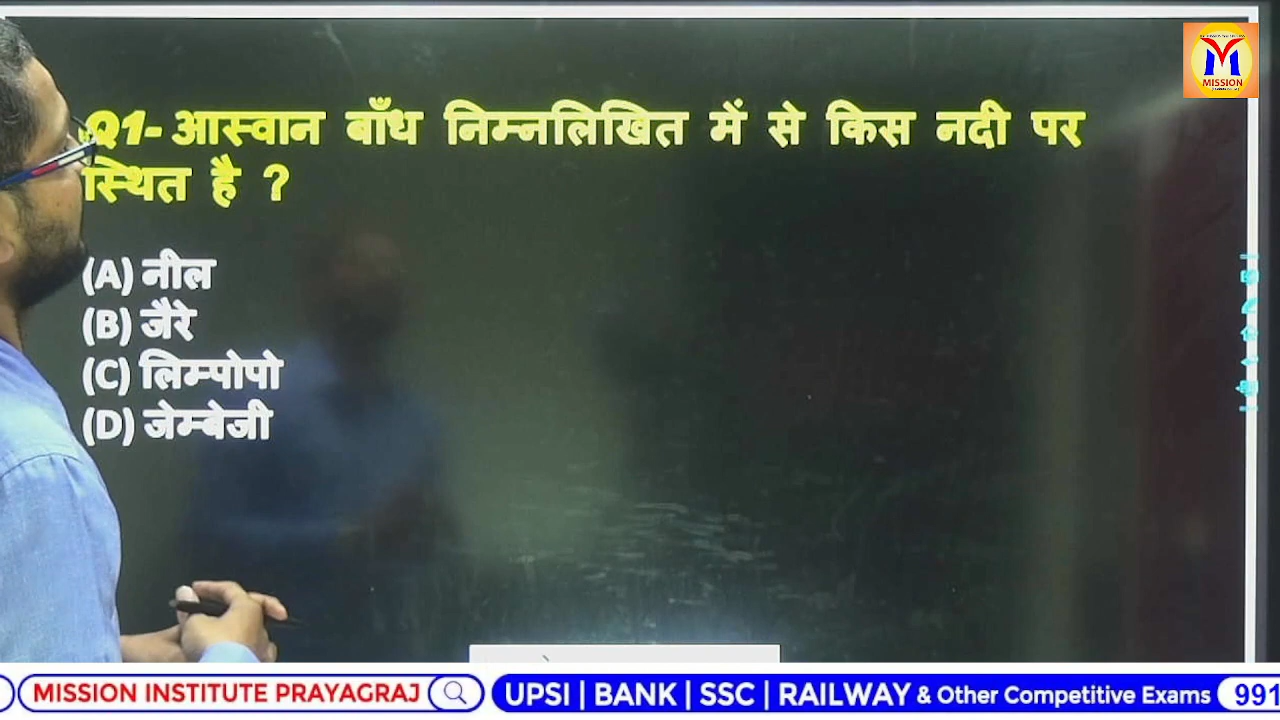 MISSION
Q1- आस्वान बाँध निम्नलिखित में से किस नदी पर
स्थित है ?
(A) नील
(B) जैरे
(C) लिम्पोपो
(D) जेम्बेजी
MISSION INSTITUTE PRAYAGRAJ
UPSI | BANK | SSC | RAILWAY & Other Competitive Exams
991